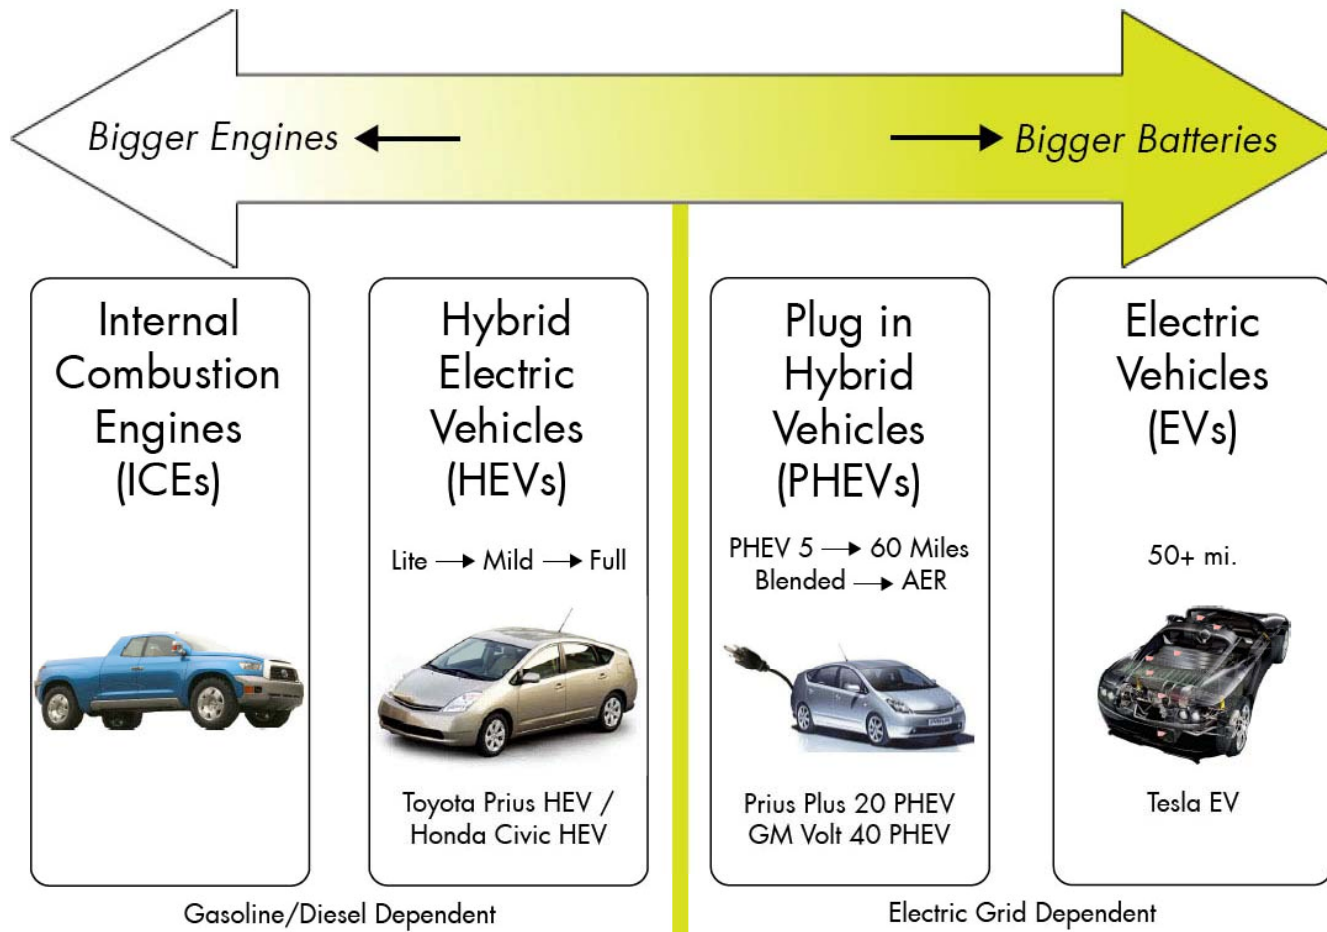 Bigger Engines
Bigger Batteries
Internal
Combustion
Engines
(ICEs)
Hybrid
Electric
Vehicles
(HEVs)
Lite → Mild → Full
Toyota Prius HEV /
Honda Civic HEV
Plug in
Hybrid
Vehicles
(PHEVs)
PHEV 5 → 60 Miles
Blended → AER
Prius Plus 20 PHEV
GM Volt 40 PHEV
Electric
Vehicles
(EVs)
50+ mi.
Tesla EV
Gasoline/Diesel Dependent
Electric Grid Dependent